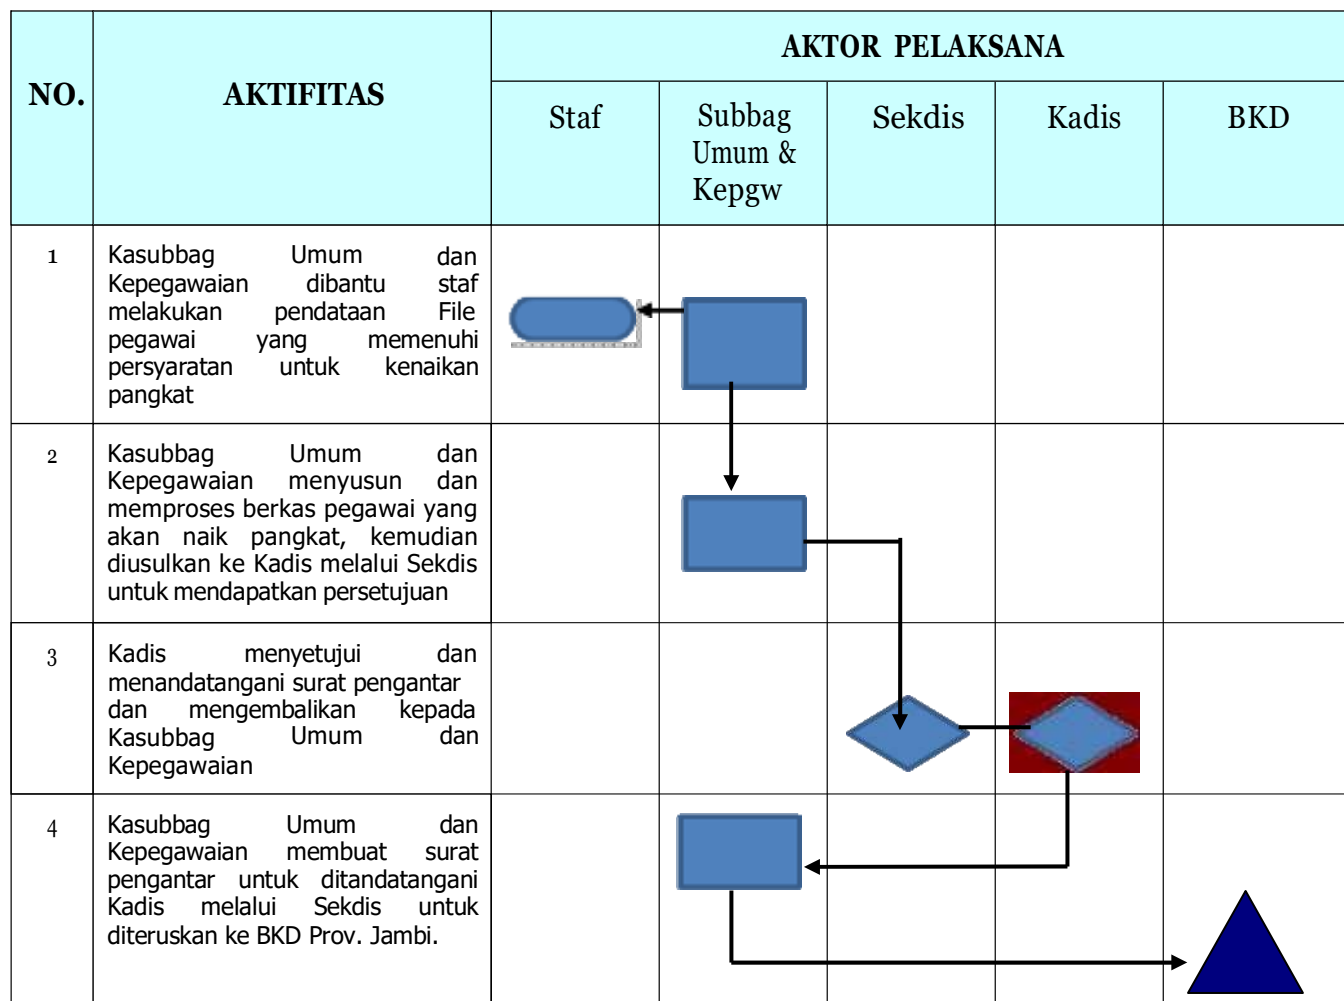 NO.
AKTIFITAS
AKTOR PELAKSANA
Staf
Subbag
Umum &
Kepgw
Sekdis
Kadis
BKD
1
Kasubbag Umum dan
Kepegawaian dibantu staf
melakukan pendataan File
pegawai yang memenuhi
persyaratan untuk kenaikan
pangkat
2
Kasubbag Umum dan
Kepegawaian menyusun dan
memproses berkas pegawai yang
akan naik pangkat, kemudian
diusulkan ke Kadis melalui Sekdis
untuk mendapatkan persetujuan
3
Kadis menyetujui dan
menandatangani surat pengantar
dan mengembalikan kepada
Kasubbag Umum dan
Kepegawaian
4
Kasubbag Umum dan
Kepegawaian membuat surat
pengantar untuk ditandatangani
Kadis melalui Sekdis untuk
diteruskan ke BKD Prov. Jambi.